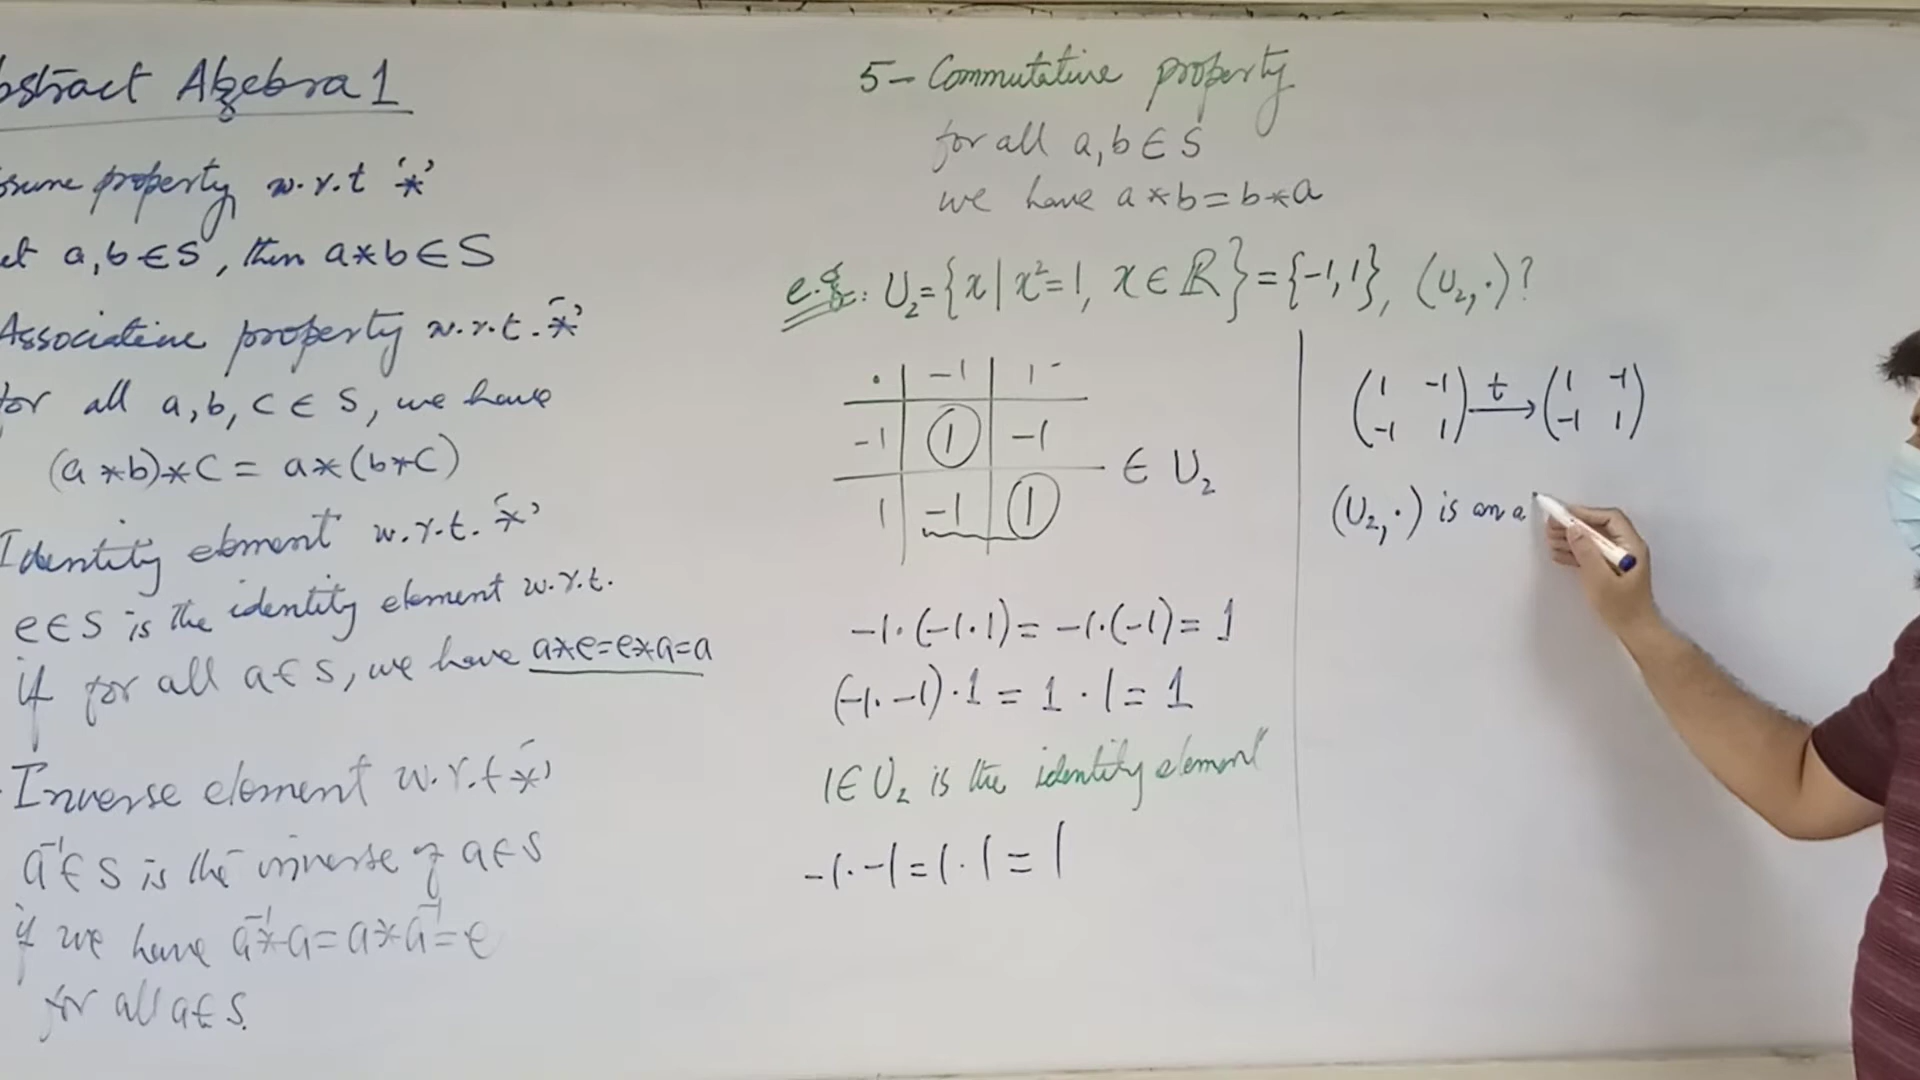 bstract Algebra 1
property w.r.t '*'
a, b ∈ S, then a*b ∈ S
Associative property w.r.t. '*'
for all a, b, c ∈ S, we have
(a*b)*c = a*(b*c)
Identity element w.r.t. '*'
e ∈ S is the identity element w.r.t.
if for all a ∈ S, we have a*e=e*a=a
Inverse element w.r.t '*'
a⁻¹ ∈ S is the inverse of a ∈ S
if we have a⁻¹*a = a*a⁻¹ = e
for all a ∈ S.
5- Commutative property
for all a, b ∈ S
we have a*b = b*a
e.g.: U₂={x | x²=1, x ∈ ℝ} = {-1,1}, (U₂, ·)?
· -1 1
-1 1 -1
1 -1 1
∈ U₂
-1·(-1·1) = -1·(-1) = 1
(-1·-1)·1 = 1·1 = 1
1 ∈ U₂ is the identity element
-1·-1 = 1·1 = 1
(1 -1) t→ (1 -1)
(-1 1) (-1 1)
(U₂, ·) is an a